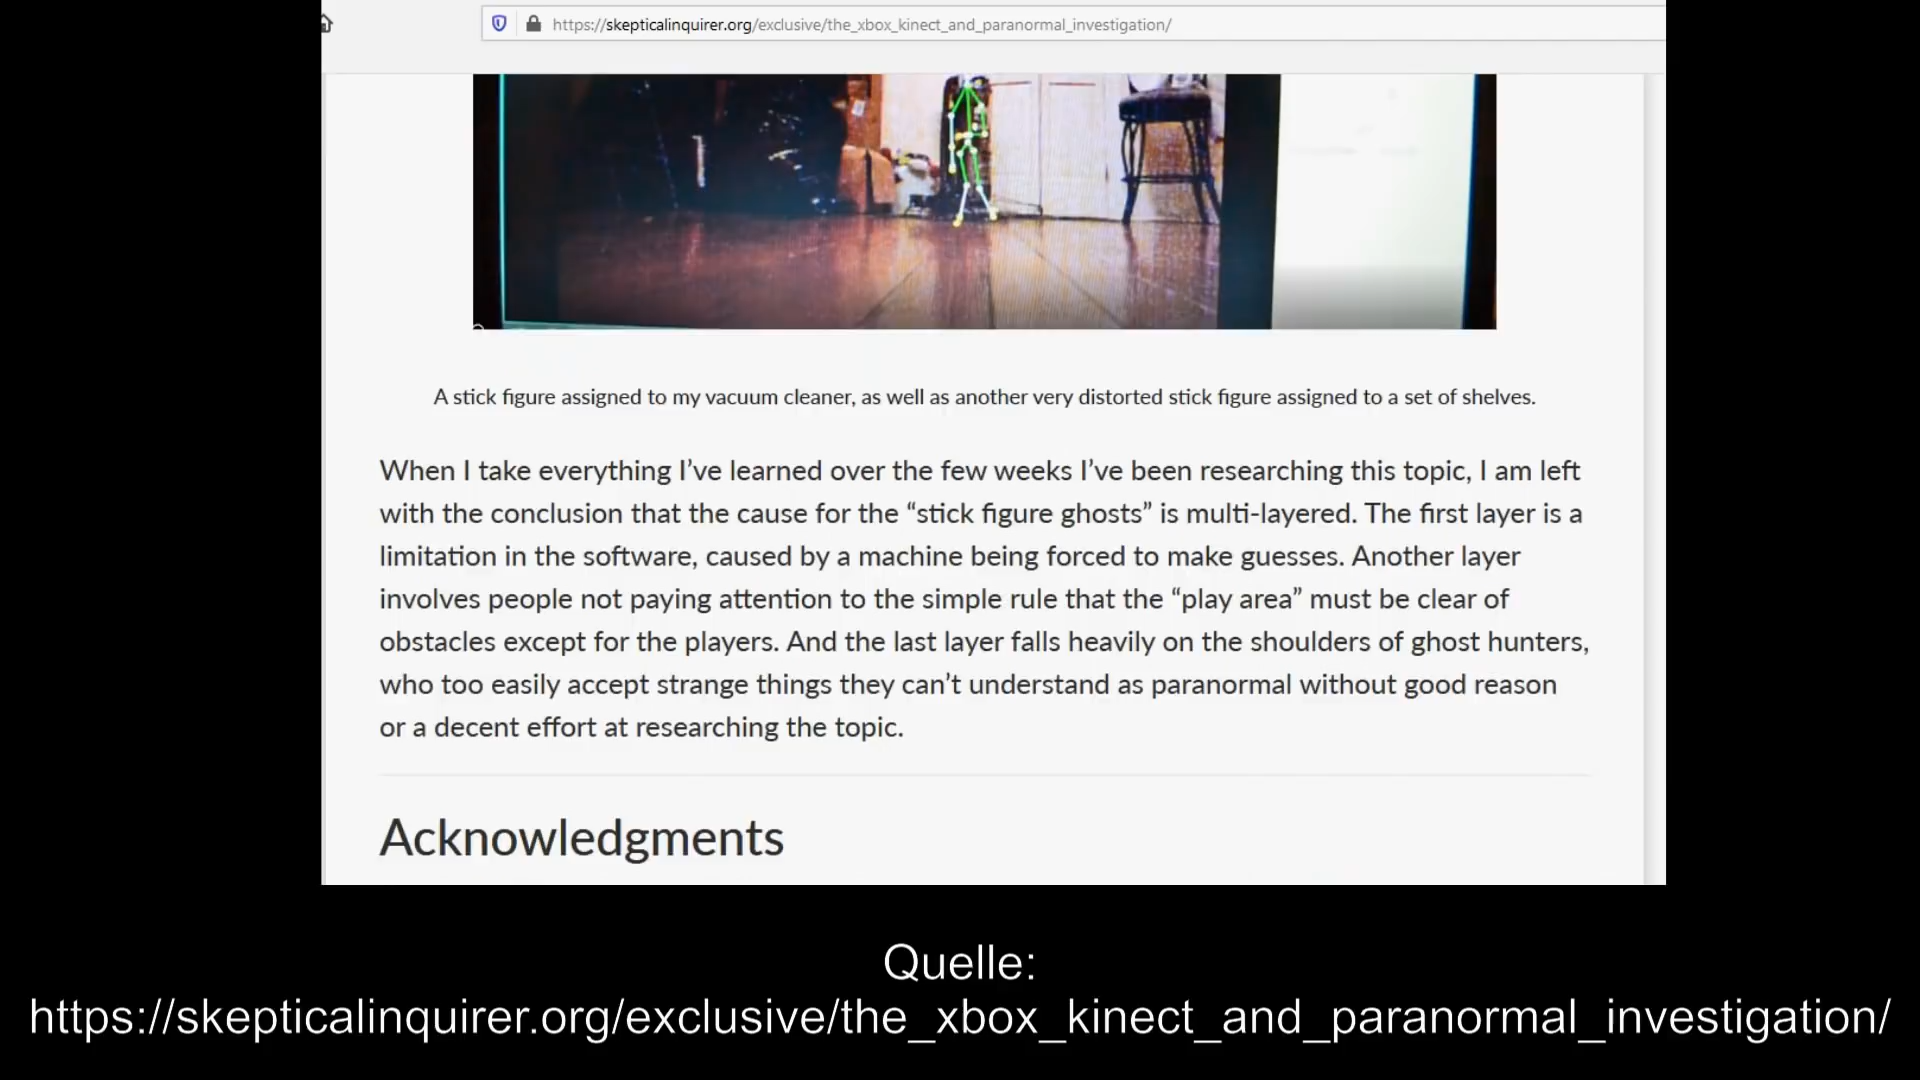 https://skepticalinquirer.org/exclusive/the_xbox_kinect_and_paranormal_investigation/
A stick figure assigned to my vacuum cleaner, as well as another very distorted stick figure assigned to a set of shelves.
When I take everything I’ve learned over the few weeks I’ve been researching this topic, I am left
with the conclusion that the cause for the “stick figure ghosts” is multi-layered. The first layer is a
limitation in the software, caused by a machine being forced to make guesses. Another layer
involves people not paying attention to the simple rule that the “play area” must be clear of
obstacles except for the players. And the last layer falls heavily on the shoulders of ghost hunters,
who too easily accept strange things they can’t understand as paranormal without good reason
or a decent effort at researching the topic.
Acknowledgments
Quelle:
https://skepticalinquirer.org/exclusive/the_xbox_kinect_and_paranormal_investigation/